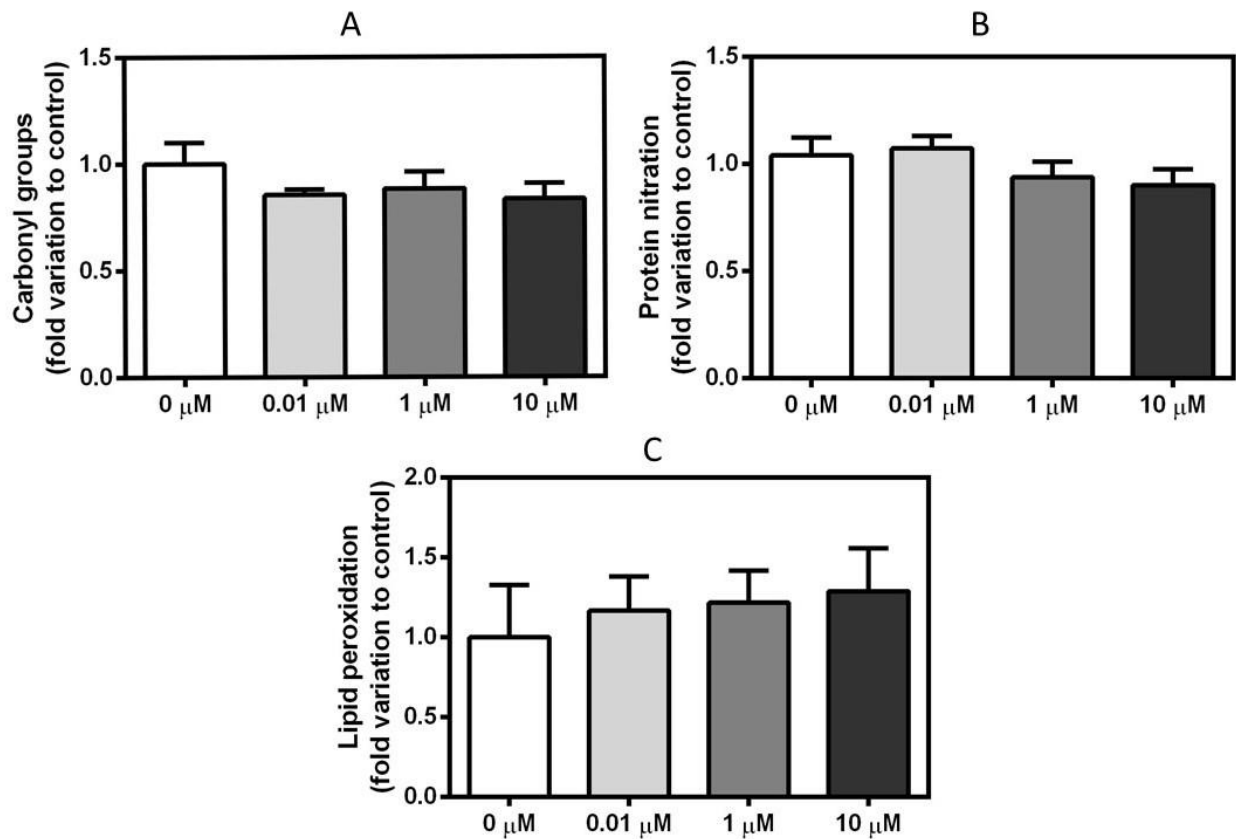 A
Carbonyl groups
(fold variation to control)
1.5
1.0
0.5
0.0
0 μM 0.01 μM 1 μM 10 μM
B
Protein nitration
(fold variation to control)
1.5
1.0
0.5
0.0
0 μM 0.01 μM 1 μM 10 μM
C
Lipid peroxidation
(fold variation to control)
2.0
1.5
1.0
0.5
0.0
0 μM 0.01 μM 1 μM 10 μM